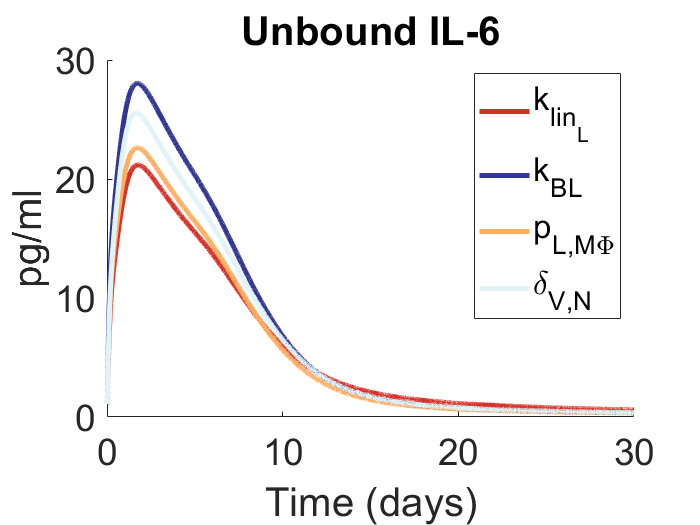 Unbound IL-6
30
20
10
0
pg/ml
0 10 20 30
Time (days)
k_lin_L
k_BL
p_L,MΦ
δ_V,N